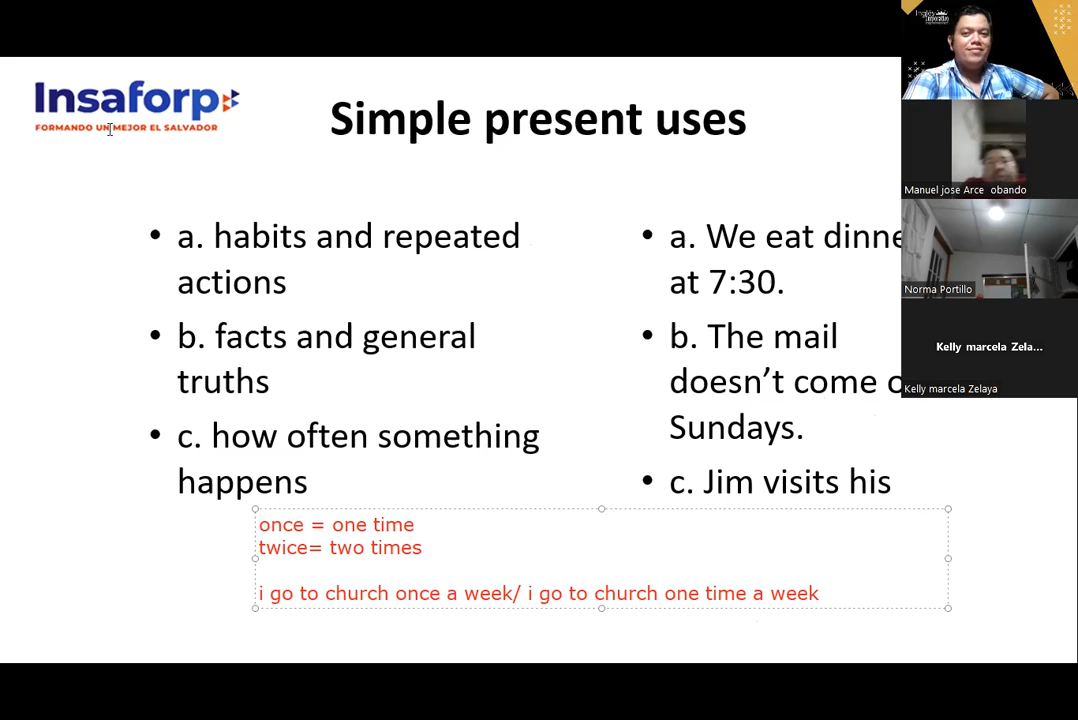 Insaforp
FORMANDO UN MEJOR EL SALVADOR
Simple present uses
• a. habits and repeated
actions
• b. facts and general
truths
• c. how often something
happens
• a. We eat dinne
at 7:30.
• b. The mail
doesn’t come o
Sundays.
• c. Jim visits his
once = one time
twice= two times
i go to church once a week/ i go to church one time a week
Inglés
Manuel jose Arce obando
Norma Portillo
Kelly marcela Zela...
Kelly marcela Zelaya